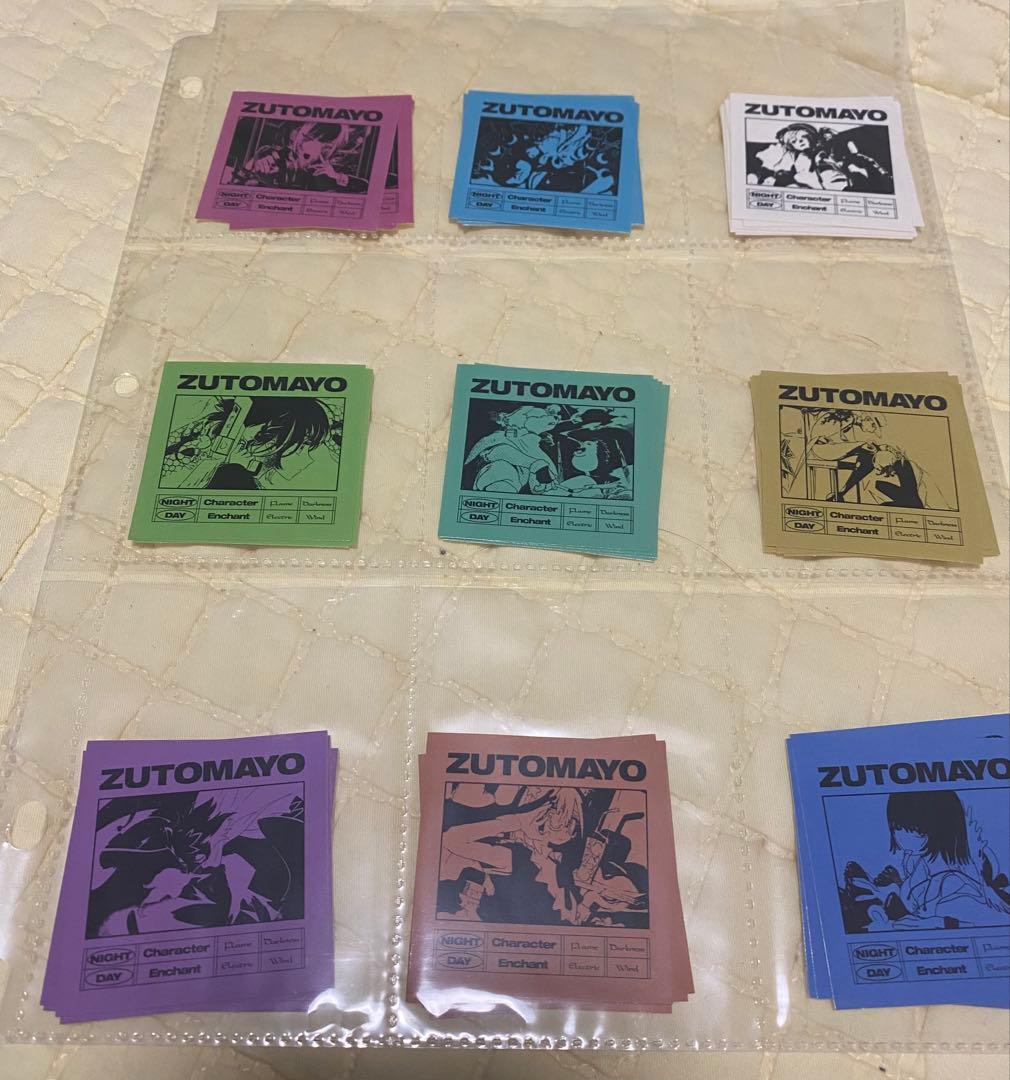 ZUTOMAYO
NIGHT Character Flame Darkness
DAY Enchant Electric Wind
ZUTOMAYO
NIGHT Character Flame Darkness
DAY Enchant Electric Wind
ZUTOMAYO
NIGHT Character Flame Darkness
DAY Enchant Electric Wind
ZUTOMAYO
NIGHT Character Flame Darkness
DAY Enchant Electric Wind
ZUTOMAYO
NIGHT Character Flame Darkness
DAY Enchant Electric Wind
ZUTOMAYO
NIGHT Character Flame Darkness
DAY Enchant Electric Wind
ZUTOMAYO
NIGHT Character Flame Darkness
DAY Enchant Electric Wind
ZUTOMAYO
NIGHT Character Flame Darkness
DAY Enchant Electric Wind
ZUTOMAYO
NIGHT Character Flame
DAY Enchant Electric